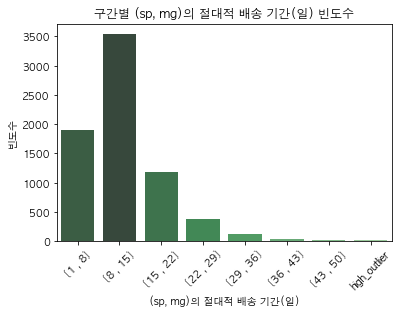 구간별 (sp, mg)의 절대적 배송 기간(일) 빈도수
빈도수
3500
3000
2500
2000
1500
1000
500
0
[1 , 8)
[8 , 15)
[15 , 22)
[22 , 29)
[29 , 36)
[36 , 43)
[43 , 50)
hgh_outlier
(sp, mg)의 절대적 배송 기간(일)